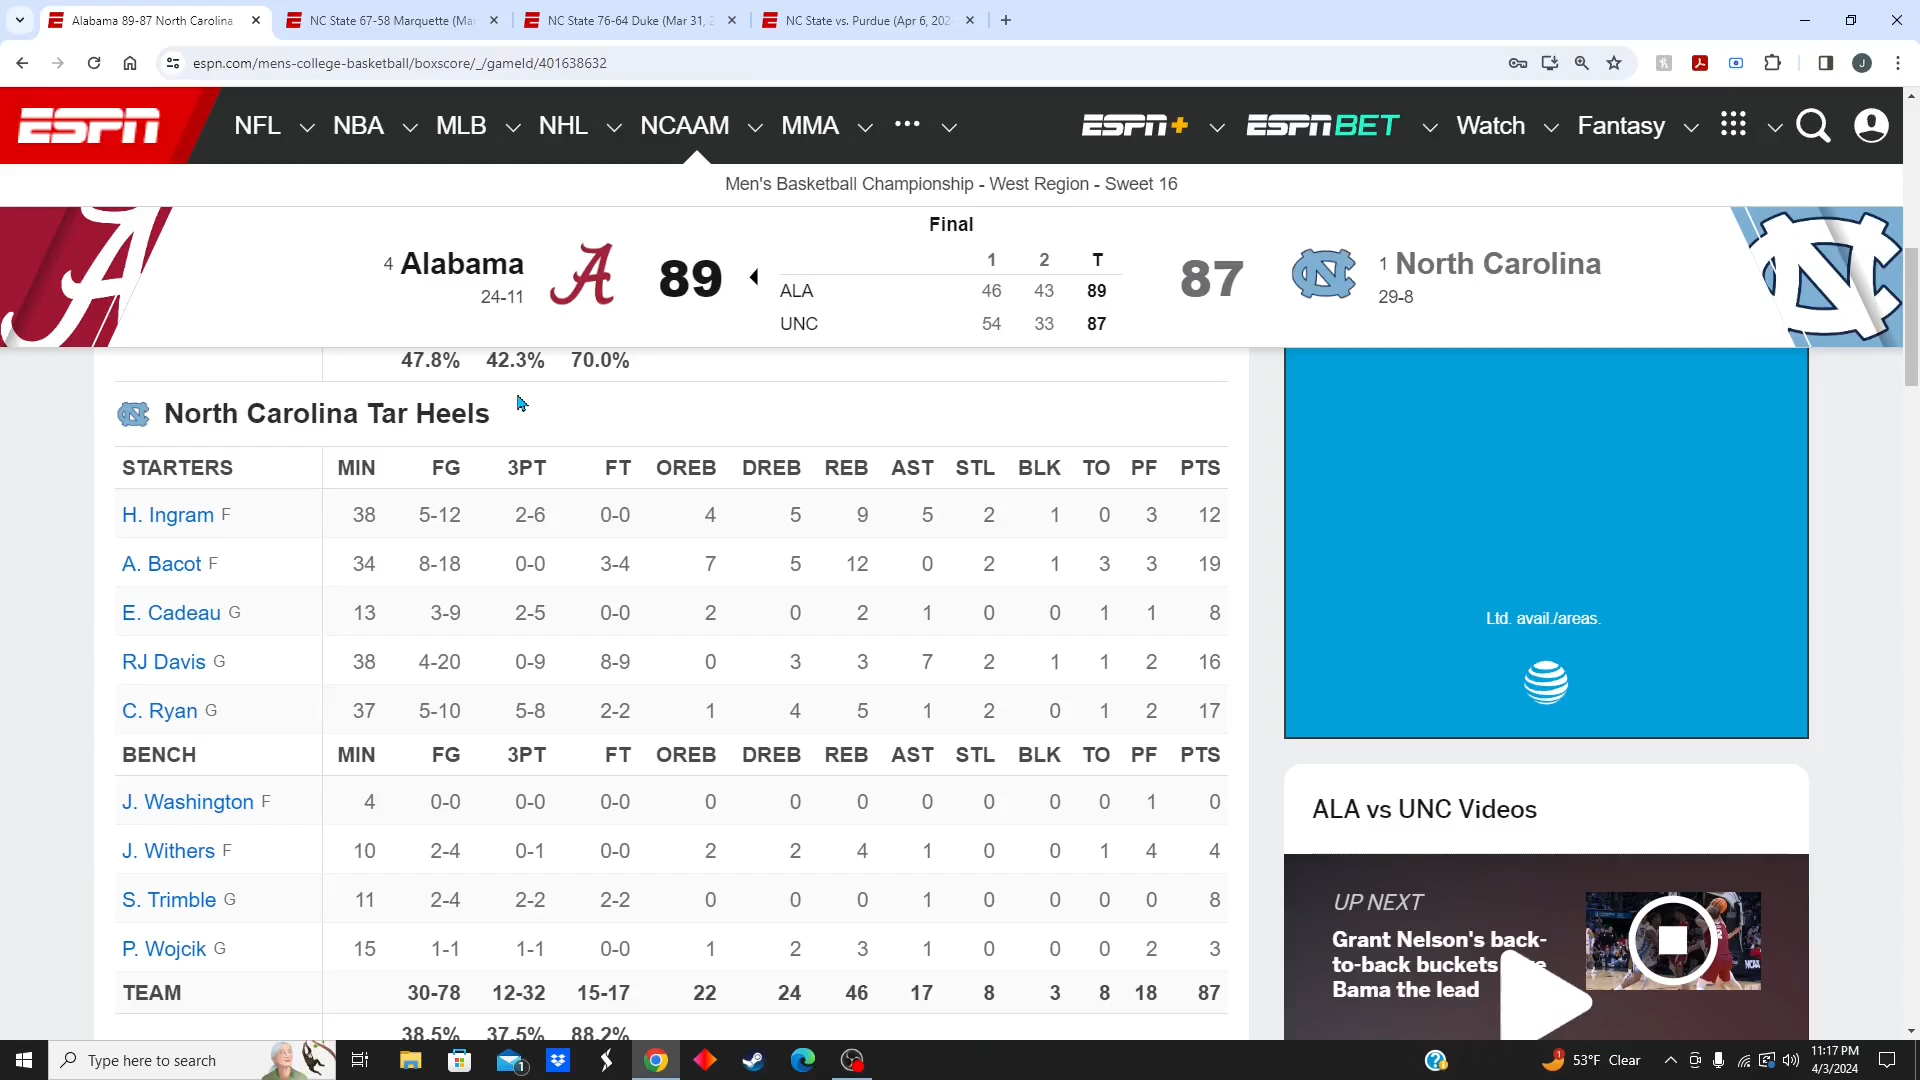 Alabama 89-87 North Carolina
NC State 67-58 Marquette (Mar
NC State 76-64 Duke (Mar 31, 2
NC State vs. Purdue (Apr 6, 202
espn.com/mens-college-basketball/boxscore/_/gameId/401638632
J
ESPN NFL NBA MLB NHL NCAAM MMA ESPN+ ESPN BET Watch Fantasy
Men's Basketball Championship - West Region - Sweet 16
Final
4 Alabama 89 1 2 T 87 1 North Carolina
24-11 ALA 46 43 89 29-8
UNC 54 33 87
47.8% 42.3% 70.0%
North Carolina Tar Heels
STARTERS MIN FG 3PT FT OREB DREB REB AST STL BLK TO PF PTS
H. Ingram F 38 5-12 2-6 0-0 4 5 9 5 2 1 0 3 12
A. Bacot F 34 8-18 0-0 3-4 7 5 12 0 2 1 3 3 19
E. Cadeau G 13 3-9 2-5 0-0 2 0 2 1 0 0 1 1 8
RJ Davis G 38 4-20 0-9 8-9 0 3 3 7 2 1 1 2 16
C. Ryan G 37 5-10 5-8 2-2 1 4 5 1 2 0 1 2 17
BENCH MIN FG 3PT FT OREB DREB REB AST STL BLK TO PF PTS
J. Washington F 4 0-0 0-0 0-0 0 0 0 0 0 0 0 1 0
J. Withers F 10 2-4 0-1 0-0 2 2 4 1 0 0 1 4 4
S. Trimble G 11 2-4 2-2 2-2 0 0 0 1 0 0 0 0 8
P. Wojcik G 15 1-1 1-1 0-0 1 2 3 1 0 0 0 2 3
TEAM 30-78 12-32 15-17 22 24 46 17 8 3 8 18 87
38.5% 37.5% 88.2%
Ltd. avail./areas.
ALA vs UNC Videos
UP NEXT
Grant Nelson's back-
to-back buckets
Bama the lead
Type here to search
1
1
53°F Clear
11:17 PM
4/3/2024